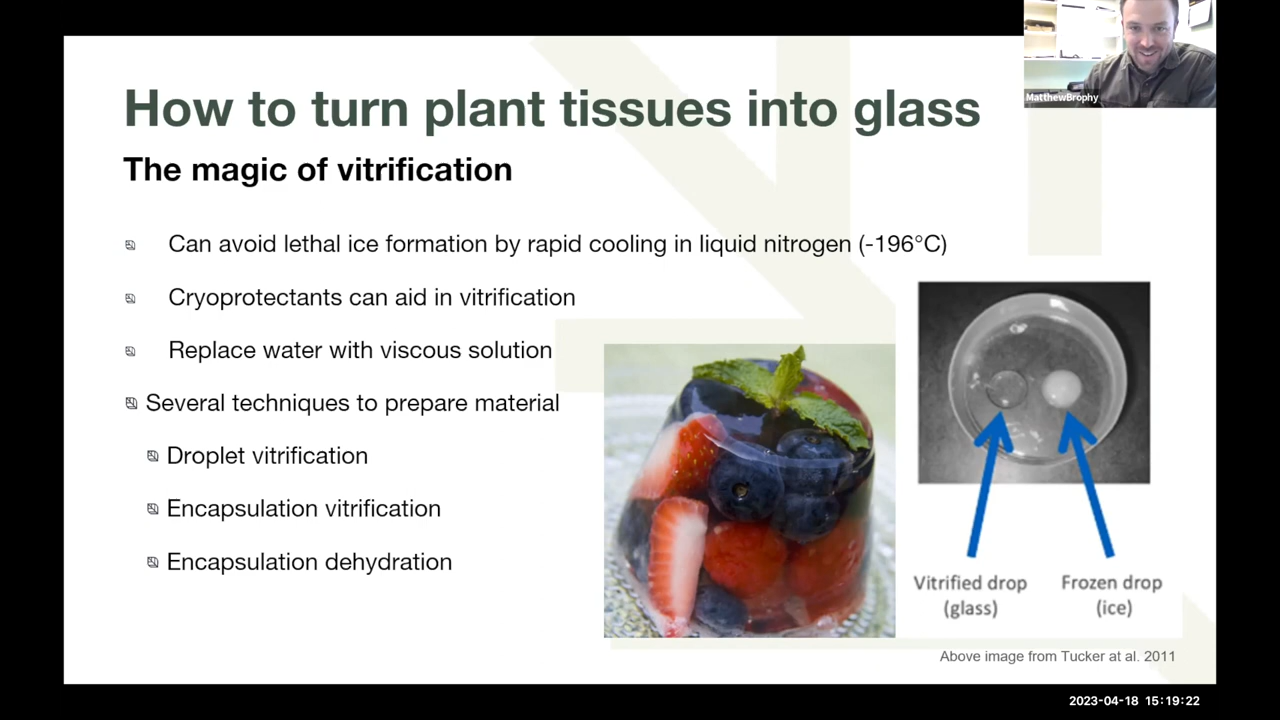 How to turn plant tissues into glass
MatthewBrophy
The magic of vitrification
Can avoid lethal ice formation by rapid cooling in liquid nitrogen (-196°C)
Cryoprotectants can aid in vitrification
Replace water with viscous solution
Several techniques to prepare material
Droplet vitrification
Encapsulation vitrification
Encapsulation dehydration
Vitrified drop
(glass)
Frozen drop
(ice)
Above image from Tucker at al. 2011
2023-04-18 15:19:22